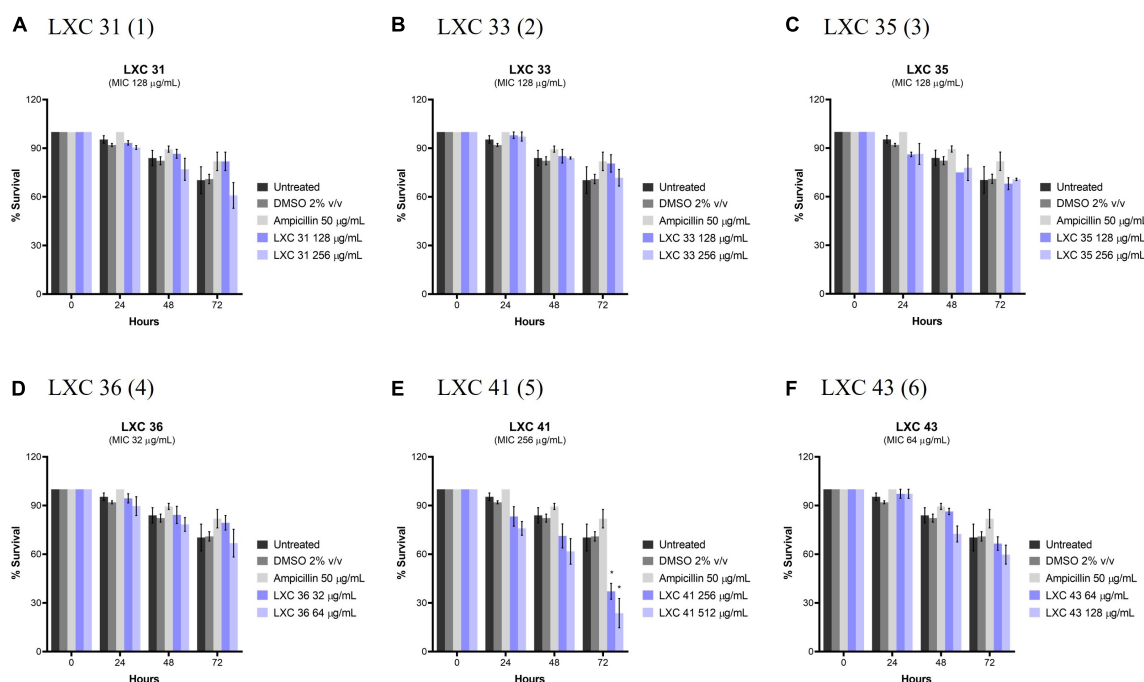 A LXC 31 (1)
LXC 31
(MIC 128 μg/mL)
120
90
60
30
0
% Survival
0 24 48 72
Hours
Untreated
DMSO 2% v/v
Ampicillin 50 μg/mL
LXC 31 128 μg/mL
LXC 31 256 μg/mL
B LXC 33 (2)
LXC 33
(MIC 128 μg/mL)
120
90
60
30
0
% Survival
0 24 48 72
Hours
Untreated
DMSO 2% v/v
Ampicillin 50 μg/mL
LXC 33 128 μg/mL
LXC 33 256 μg/mL
C LXC 35 (3)
LXC 35
(MIC 128 μg/mL)
120
90
60
30
0
% Survival
0 24 48 72
Hours
Untreated
DMSO 2% v/v
Ampicillin 50 μg/mL
LXC 35 128 μg/mL
LXC 35 256 μg/mL
D LXC 36 (4)
LXC 36
(MIC 32 μg/mL)
120
90
60
30
0
% Survival
0 24 48 72
Hours
Untreated
DMSO 2% v/v
Ampicillin 50 μg/mL
LXC 36 32 μg/mL
LXC 36 64 μg/mL
E LXC 41 (5)
LXC 41
(MIC 256 μg/mL)
120
90
60
30
0
% Survival
* *
0 24 48 72
Hours
Untreated
DMSO 2% v/v
Ampicillin 50 μg/mL
LXC 41 256 μg/mL
LXC 41 512 μg/mL
F LXC 43 (6)
LXC 43
(MIC 64 μg/mL)
120
90
60
30
0
% Survival
0 24 48 72
Hours
Untreated
DMSO 2% v/v
Ampicillin 50 μg/mL
LXC 43 64 μg/mL
LXC 43 128 μg/mL